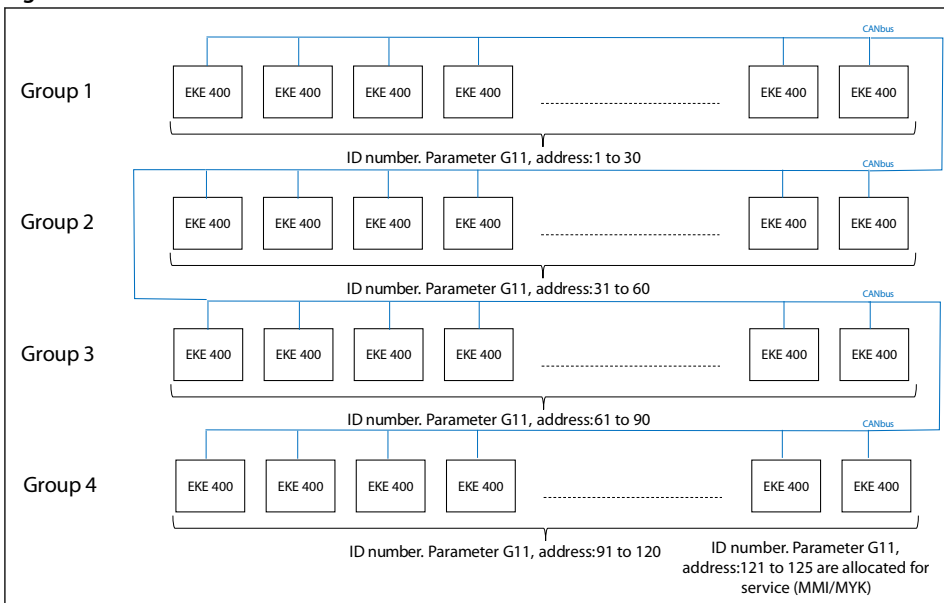 CANbus
Group 1
EKE 400 EKE 400 EKE 400 EKE 400 EKE 400 EKE 400
ID number. Parameter G11, address:1 to 30
CANbus
Group 2
EKE 400 EKE 400 EKE 400 EKE 400 EKE 400 EKE 400
ID number. Parameter G11, address:31 to 60
CANbus
Group 3
EKE 400 EKE 400 EKE 400 EKE 400 EKE 400 EKE 400
ID number. Parameter G11, address:61 to 90
CANbus
Group 4
EKE 400 EKE 400 EKE 400 EKE 400 EKE 400 EKE 400
ID number. Parameter G11, address:91 to 120
ID number. Parameter G11,
address:121 to 125 are allocated for
service (MMI/MYK)